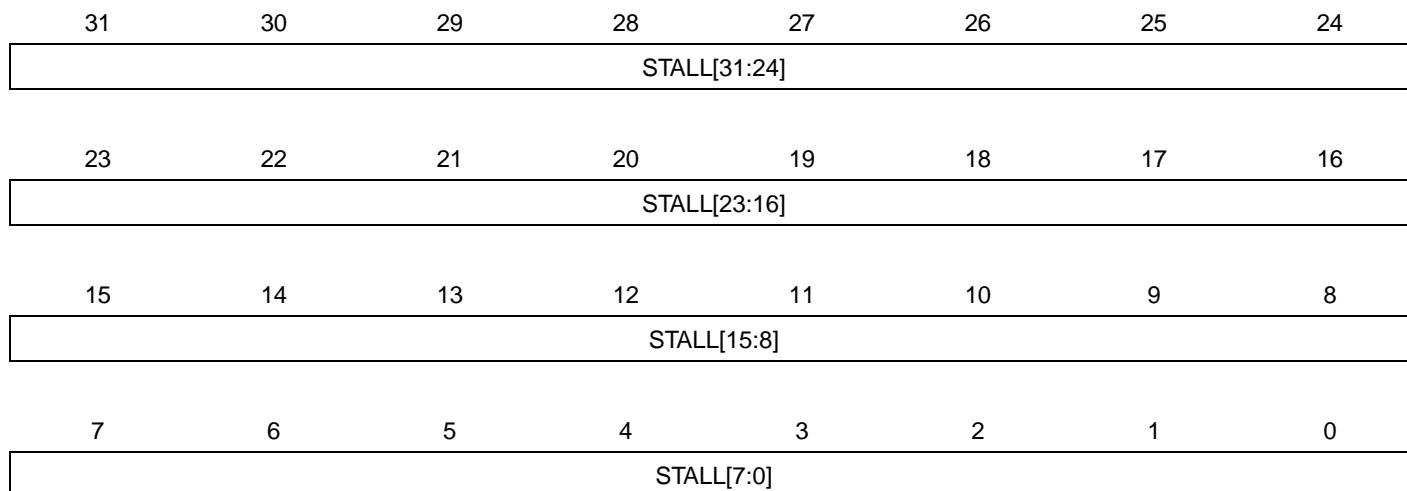 31 30 29 28 27 26 25 24
STALL[31:24]
23 22 21 20 19 18 17 16
STALL[23:16]
15 14 13 12 11 10 9 8
STALL[15:8]
7 6 5 4 3 2 1 0
STALL[7:0]